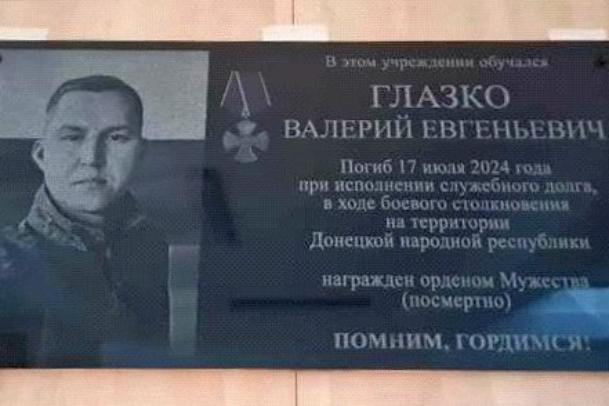 В этом учреждении обучался
ГЛАЗКО
ВАЛЕРИЙ ЕВГЕНЬЕВИЧ
Погиб 17 июля 2024 года
при исполнении служебного долга,
в ходе боевого столкновения
на территории
Донецкой народной республики
награжден орденом Мужества
(посмертно)
ПОМНИМ, ГОРДИМСЯ!